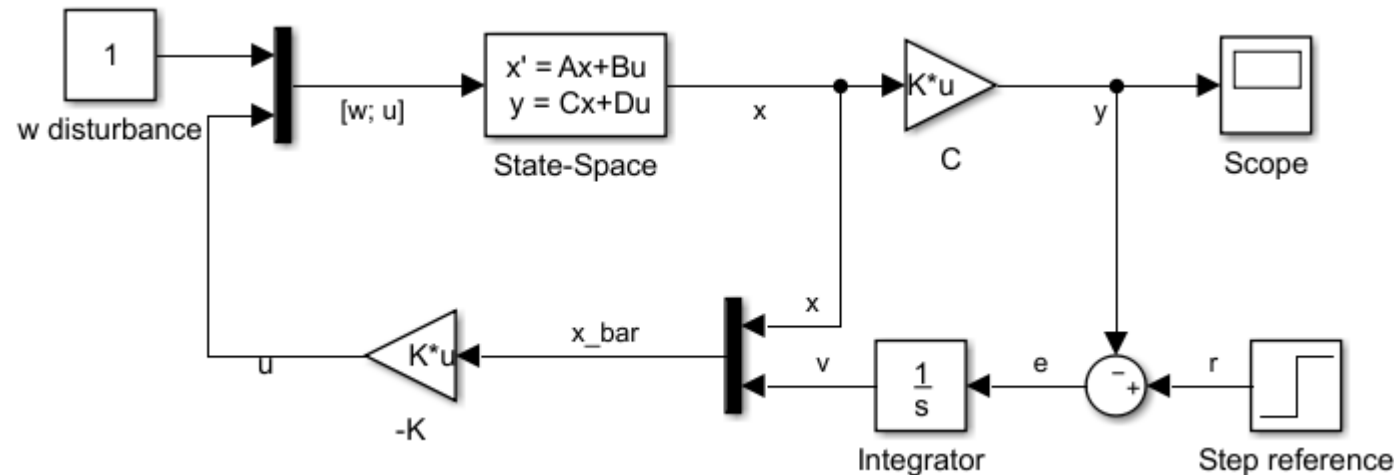 1
w disturbance
[w; u]
x' = Ax+Bu
y = Cx+Du
State-Space
x
K*u
C
y
Scope
x
x_bar
K*u
-K
u
v
1
s
Integrator
e
−
+
r
Step reference